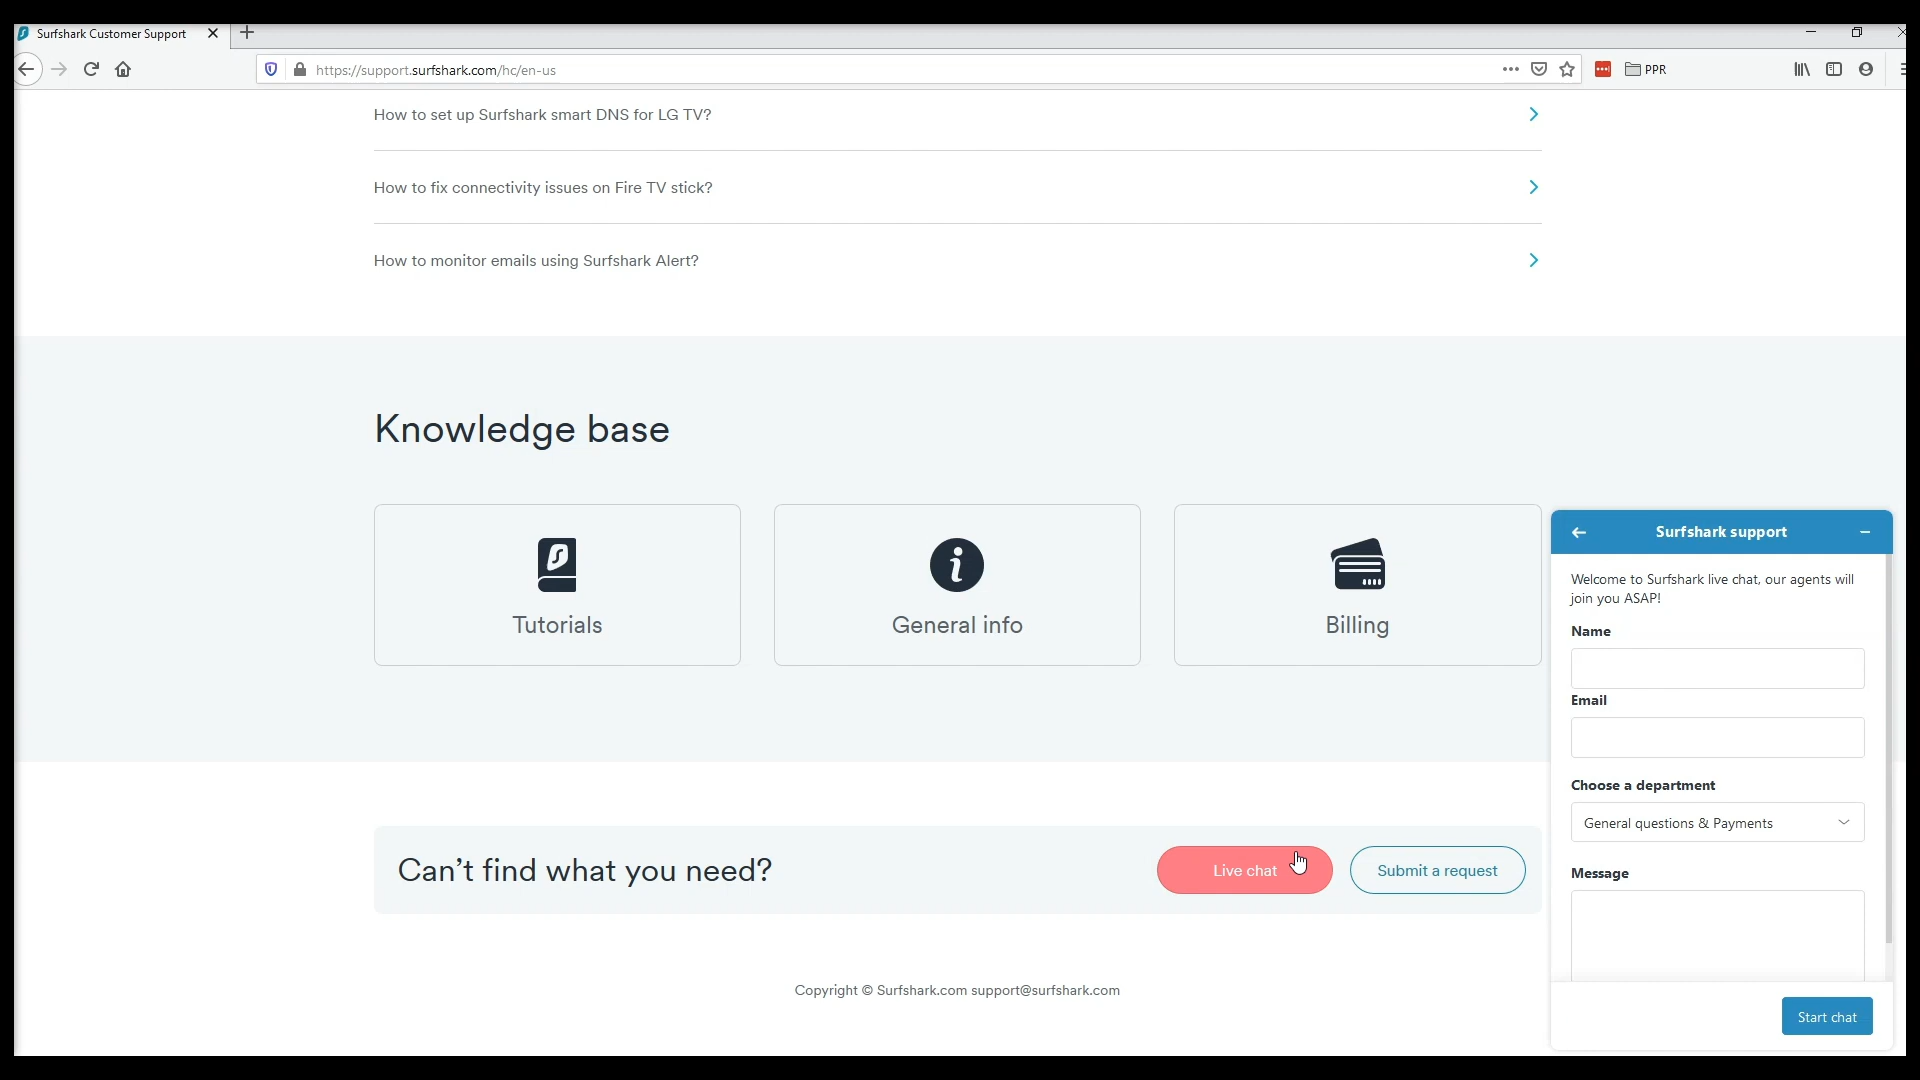 Surfshark Customer Support
https://support.surfshark.com/hc/en-us
PPR
How to set up Surfshark smart DNS for LG TV?
How to fix connectivity issues on Fire TV stick?
How to monitor emails using Surfshark Alert?
Knowledge base
Tutorials
General info
Billing
Can't find what you need?
Live chat
Submit a request
Copyright © Surfshark.com support@surfshark.com
Surfshark support
Welcome to Surfshark live chat, our agents will
join you ASAP!
Name
Email
Choose a department
General questions & Payments
Message
Start chat